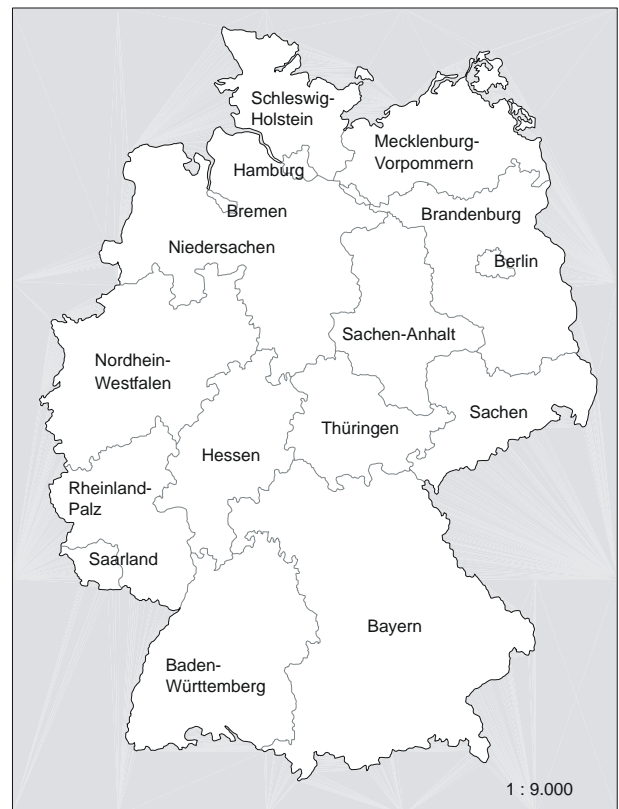 Schleswig-
Holstein
Mecklenburg-
Vorpommern
Hamburg
Bremen
Brandenburg
Niedersachen
Berlin
Sachen-Anhalt
Nordhein-
Westfalen
Sachen
Thüringen
Hessen
Rheinland-
Palz
Saarland
Bayern
Baden-
Württemberg
1 : 9.000